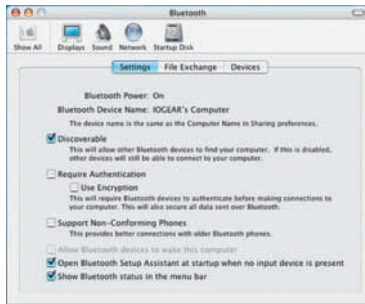 Bluetooth
Show All Displays Sound Network Startup Disk
Settings File Exchange Devices
Bluetooth Power: On
Bluetooth Device Name: IOGEAR's Computer
The device name is the same as the Computer Name in Sharing preferences.
Discoverable
This will allow other Bluetooth devices to find your computer. If this is disabled,
other devices will still be able to connect to your computer.
Require Authentication
Use Encryption
This will require Bluetooth devices to authenticate before making connections to
your computer. This will also secure all data sent over Bluetooth.
Support Non-Conforming Phones
This provides better connections with older Bluetooth phones.
Allow Bluetooth devices to wake this computer
Open Bluetooth Setup Assistant at startup when no input device is present
Show Bluetooth status in the menu bar